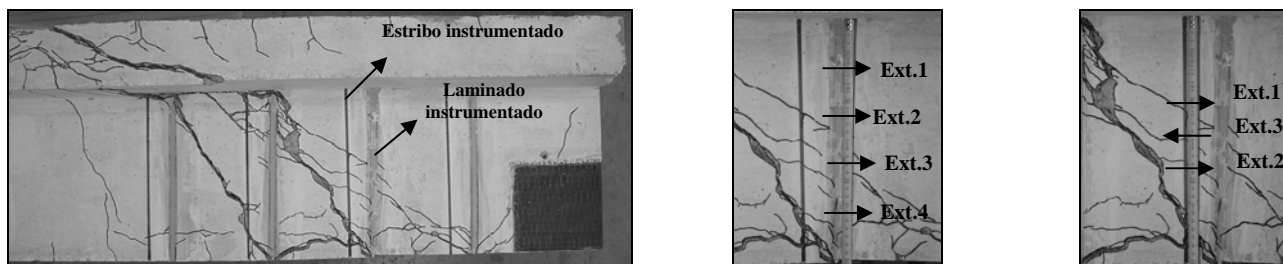 Estribo instrumentado
Laminado
instrumentado
Ext.1
Ext.2
Ext.3
Ext.4
Ext.1
Ext.3
Ext.2